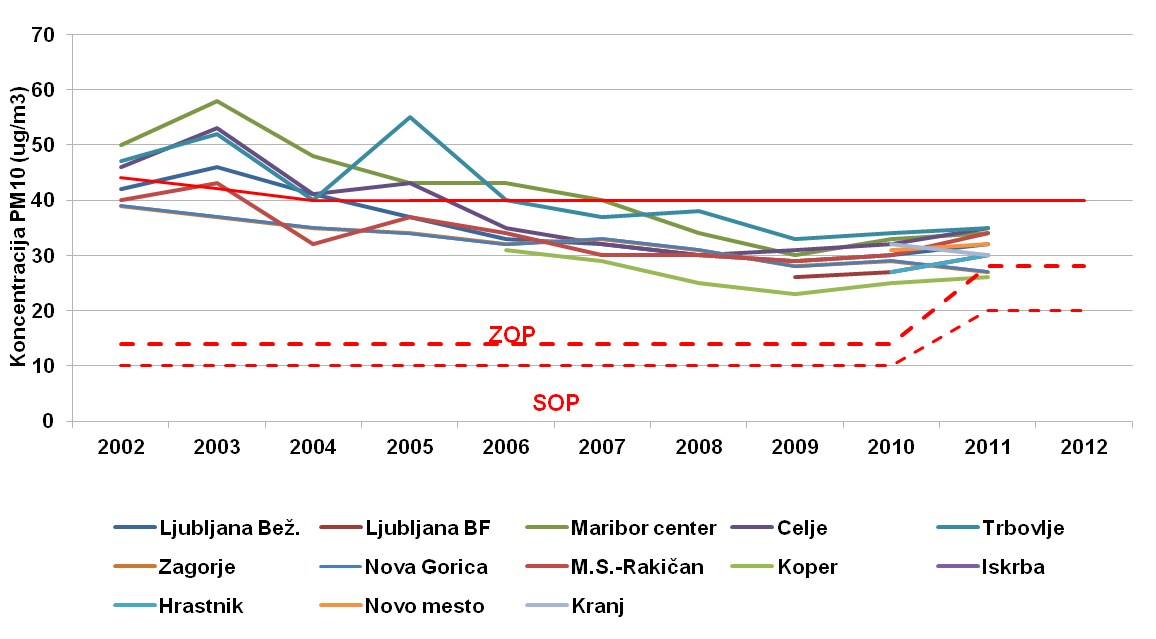 70
60
50
40
30
20
10
0
Koncentracija PM10 (ug/m3)
ZOP
SOP
2002 2003 2004 2005 2006 2007 2008 2009 2010 2011 2012
Ljubljana Bež. Ljubljana BF Maribor center Celje Trbovlje
Zagorje Nova Gorica M.S.-Rakičan Koper Iskrba
Hrastnik Novo mesto Kranj